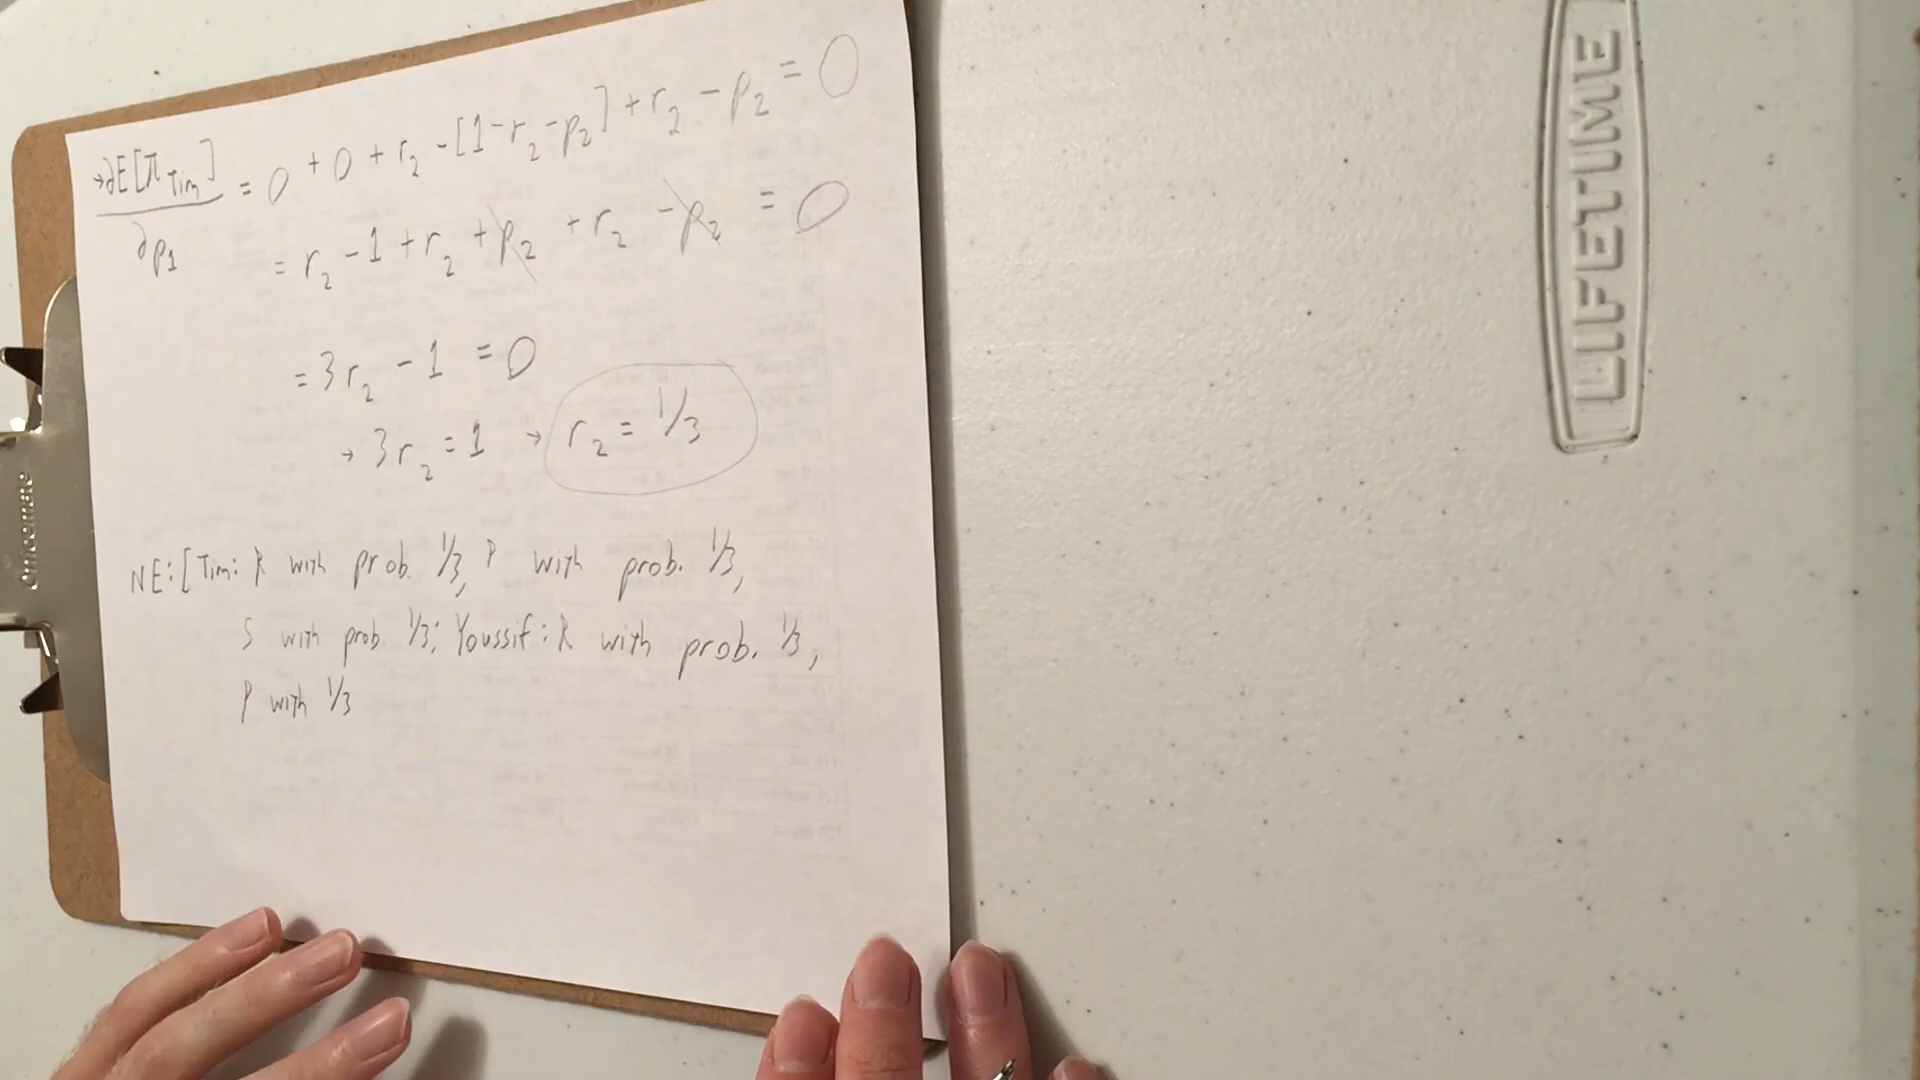 →∂E[π_Tim]/∂p₁ = 0 + 0 + r₂ - [1 - r₂ - p₂] + r₂ - p₂ = 0
= r₂ - 1 + r₂ + p₂ + r₂ - p₂ = 0
= 3r₂ - 1 = 0
→ 3r₂ = 1 → r₂ = 1/3
NE: [Tim: R with prob. 1/3, P with prob. 1/3,
S with prob. 1/3; Youssif: R with prob. 1/3,
P with 1/3
Officemate
LIFETIME